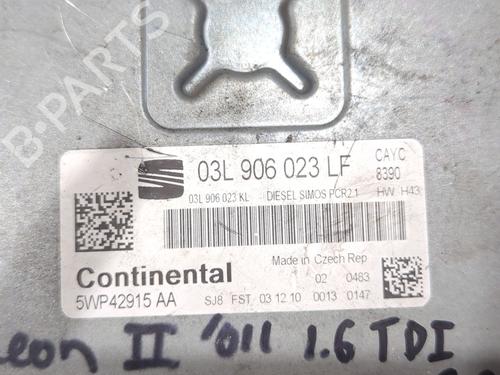 B-PARTS
03L 906 023 LF
CAYC
8390
03L 906 023 KL DIESEL SIMOS PCR2.1 HW H43
Made in Czech Rep
Continental
02 0483
5WP42915 AA SJ8 FST 03 12 10 0013 0147
eon II '011 1.6 TDI